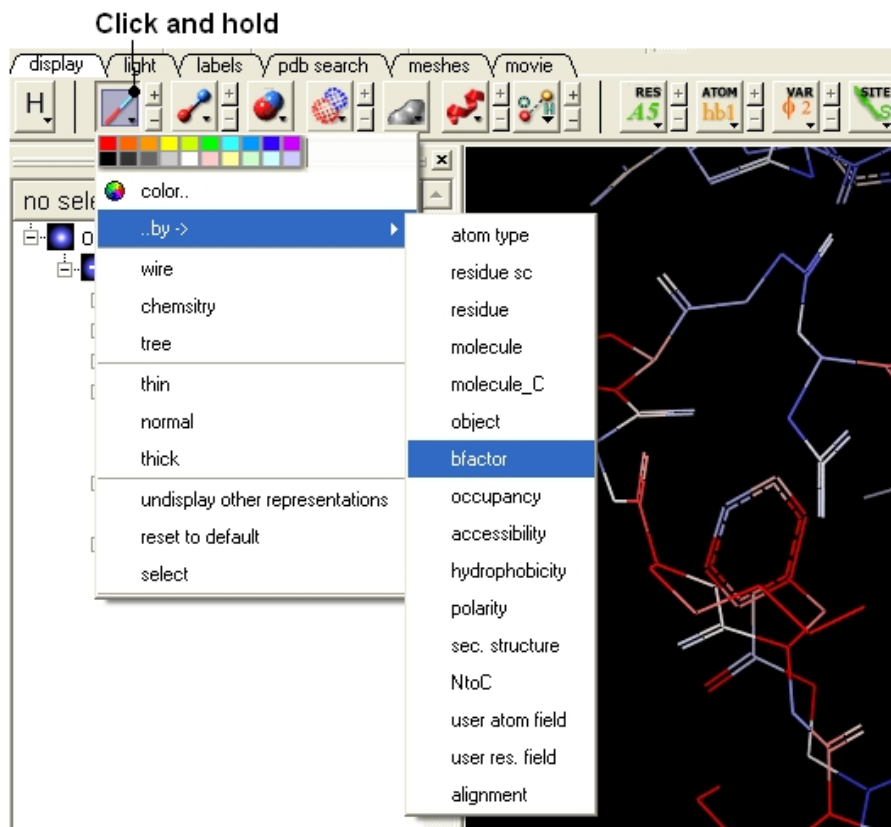 Click and hold
display light labels pdb search meshes movie
H RES A5 ATOM hb1 VAR ϕ 2 SITE
no sele
color..
..by ->
wire
chemsitry
tree
thin
normal
thick
undisplay other representations
reset to default
select
atom type
residue sc
residue
molecule
molecule_C
object
bfactor
occupancy
accessibility
hydrophobicity
polarity
sec. structure
NtoC
user atom field
user res. field
alignment